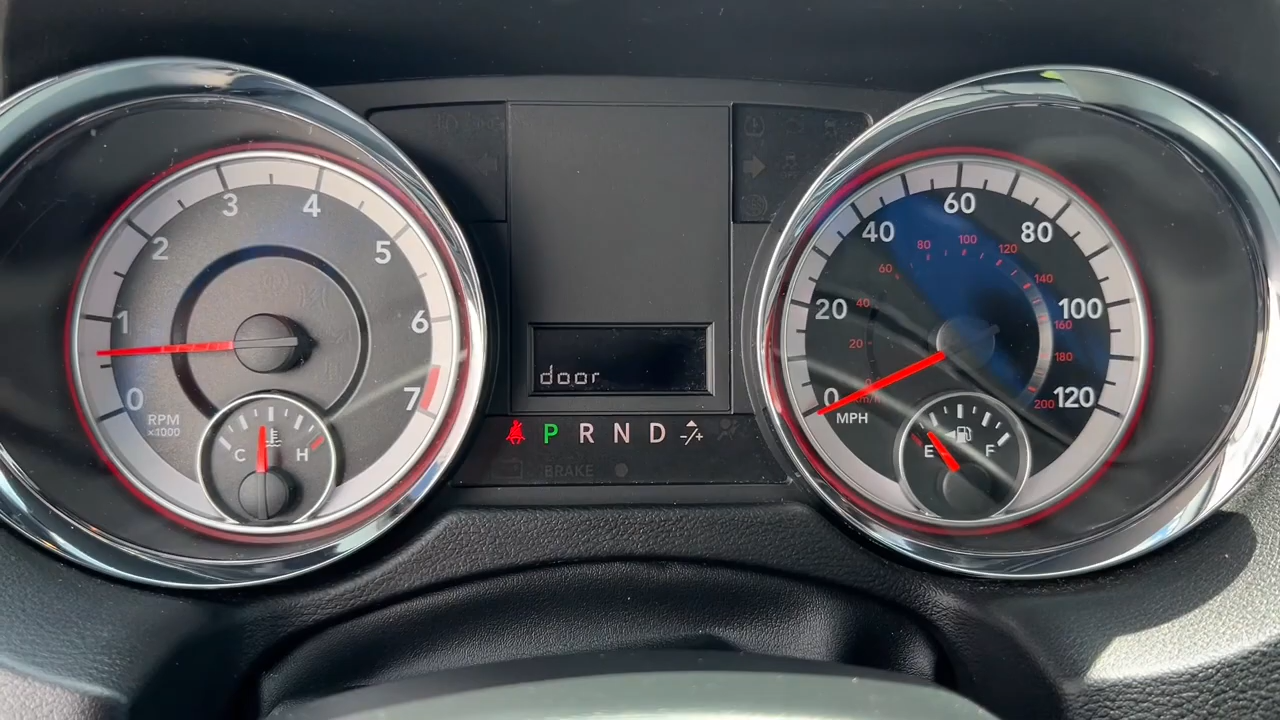 0 1 2 3 4 5 6 7
RPM
x1000
C H
door
P R N D -/+
BRAKE
0 20 40 60 80 100 120
MPH
20 40 60 80 100 120 140 160 180 200
km/h
E F